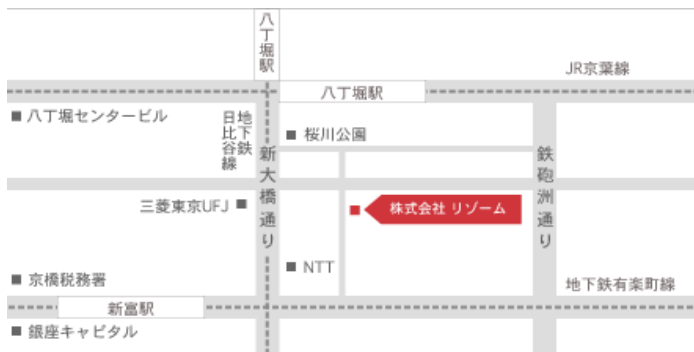 八丁堀駅
JR京葉線
八丁堀駅
八丁堀センタービル
地下鉄
日比谷線
桜川公園
新大橋通り
鉄砲洲通り
三菱東京UFJ
株式会社 リゾーム
NTT
京橋税務署
地下鉄有楽町線
新富駅
銀座キャピタル